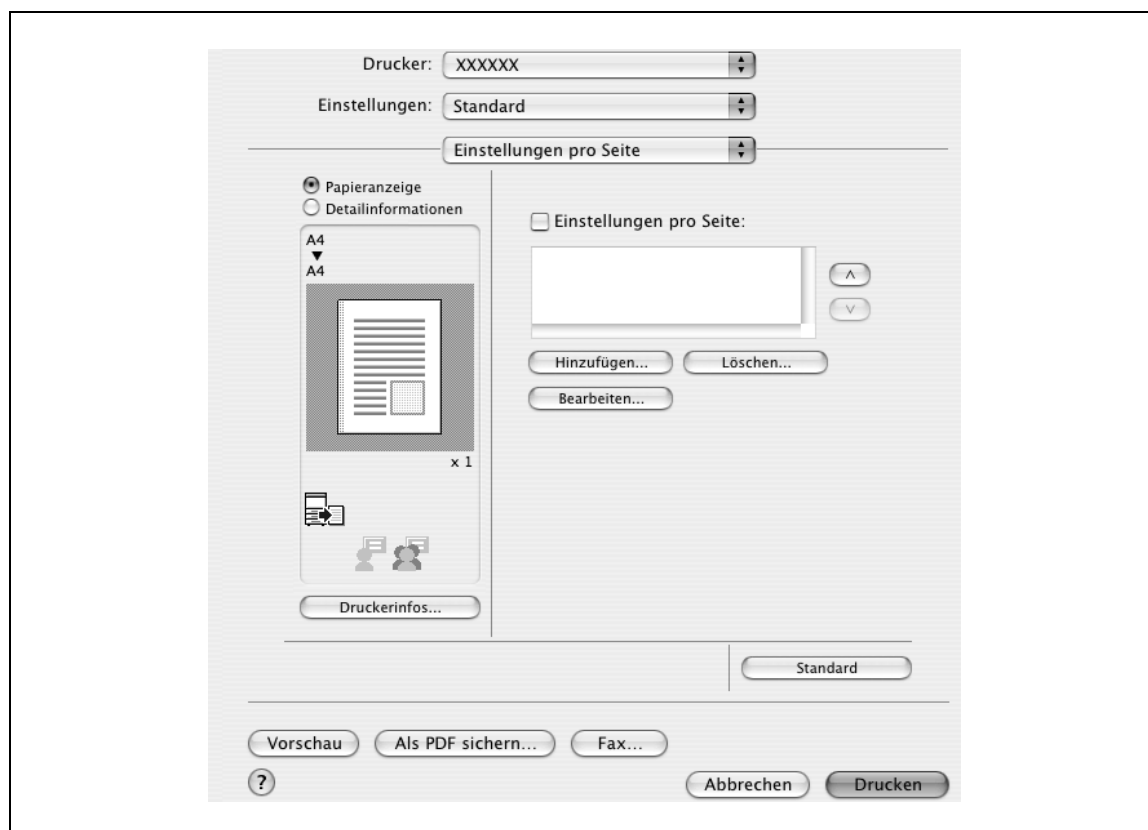 Drucker: XXXXXX
Einstellungen: Standard
Einstellungen pro Seite
Papieranzeige
Detailinformationen
A4
A4
x 1
Druckerinfos...
Einstellungen pro Seite:
Hinzufügen... Löschen...
Bearbeiten...
Standard
Vorschau Als PDF sichern... Fax...
? Abbrechen Drucken